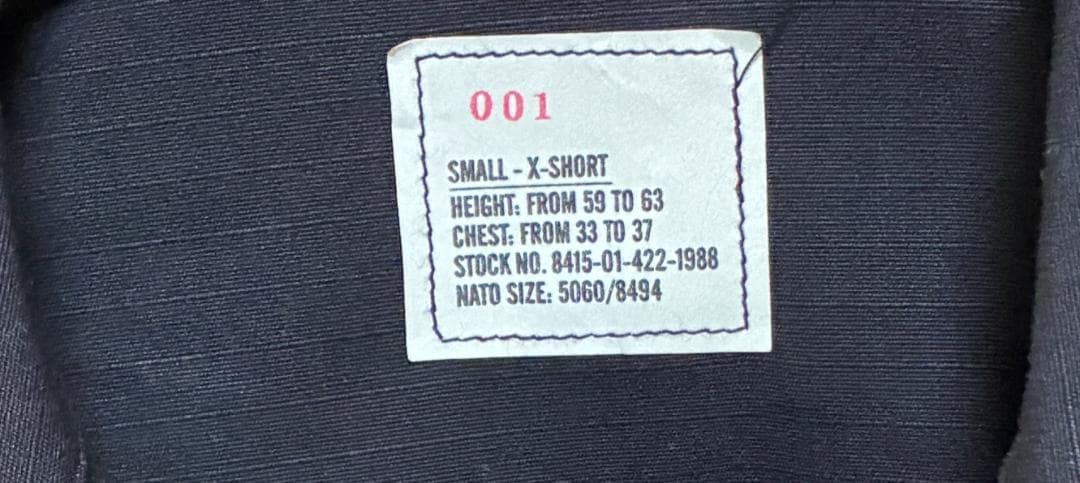 001
SMALL - X-SHORT
HEIGHT: FROM 59 TO 63
CHEST: FROM 33 TO 37
STOCK NO. 8415-01-422-1988
NATO SIZE: 5060/8494